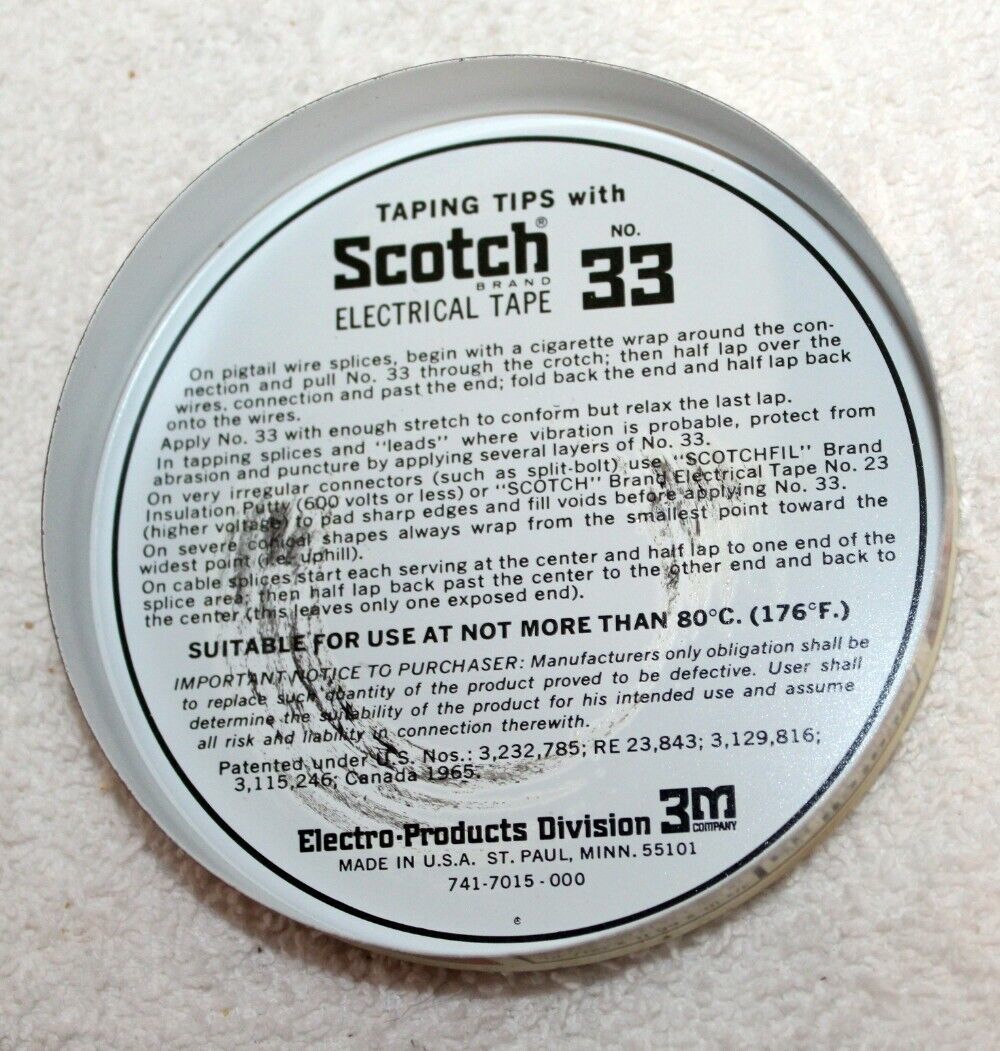 TAPING TIPS with
Scotch® NO. 33
BRAND
ELECTRICAL TAPE
On pigtail wire splices, begin with a cigarette wrap around the con-
nection and pull No. 33 through the crotch; then half lap over the
wires, connection and past the end; fold back the end and half lap back
onto the wires.
Apply No. 33 with enough stretch to conform but relax the last lap.
In tapping splices and "leads" where vibration is probable, protect from
abrasion and puncture by applying several layers of No. 33.
On very irregular connectors (such as split-bolt) use "SCOTCHFIL" Brand
Insulation Putty (600 volts or less) or "SCOTCH" Brand Electrical Tape No. 23
(higher voltage) to pad sharp edges and fill voids before applying No. 33.
On severe conical shapes always wrap from the smallest point toward the
widest point (i.e. uphill).
On cable splices start each serving at the center and half lap to one end of the
splice area; then half lap back past the center to the other end and back to
the center (this leaves only one exposed end).
SUITABLE FOR USE AT NOT MORE THAN 80°C. (176°F.)
IMPORTANT NOTICE TO PURCHASER: Manufacturers only obligation shall be
to replace such quantity of the product proved to be defective. User shall
determine the suitability of the product for his intended use and assume
all risk and liability in connection therewith.
Patented under U.S. Nos.: 3,232,785; RE 23,843; 3,129,816;
3,115,246; Canada 1965.
Electro-Products Division 3M
COMPANY
MADE IN U.S.A. ST. PAUL, MINN. 55101
741-7015-000